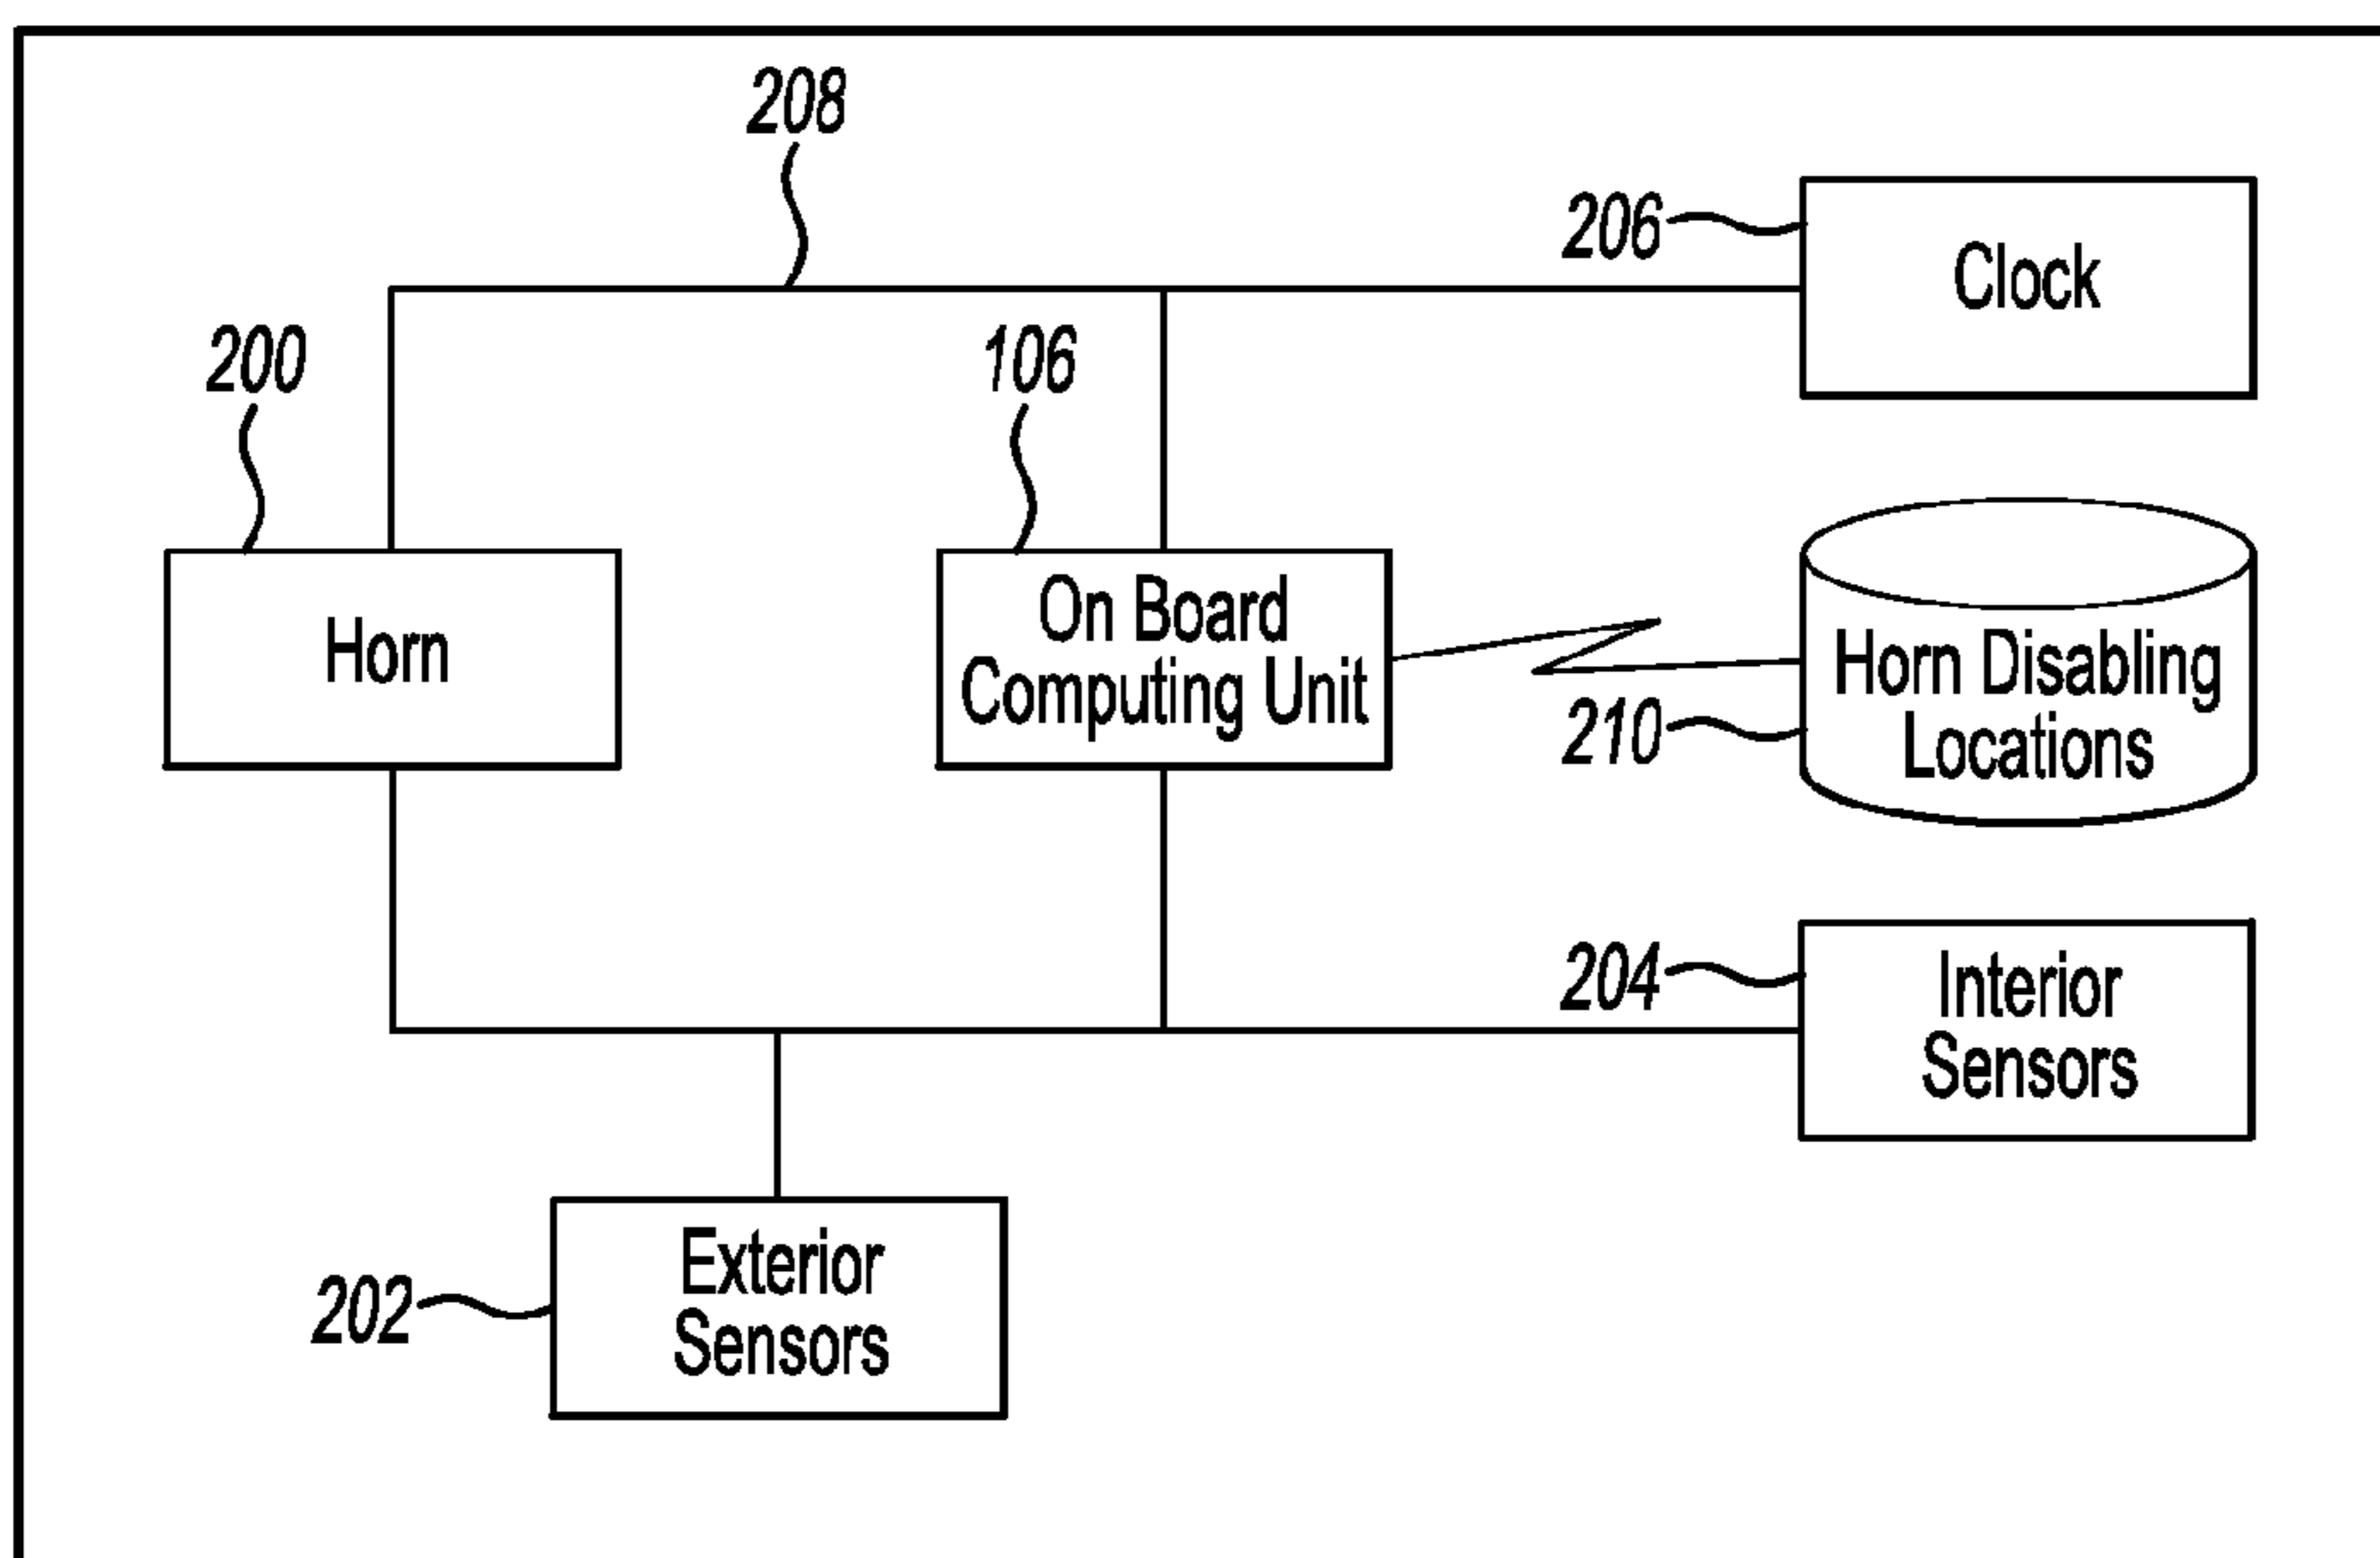 208
206
Clock
200
106
Horn
On Board
Computing Unit
Horn Disabling
Locations
210
204
Interior
Sensors
202
Exterior
Sensors